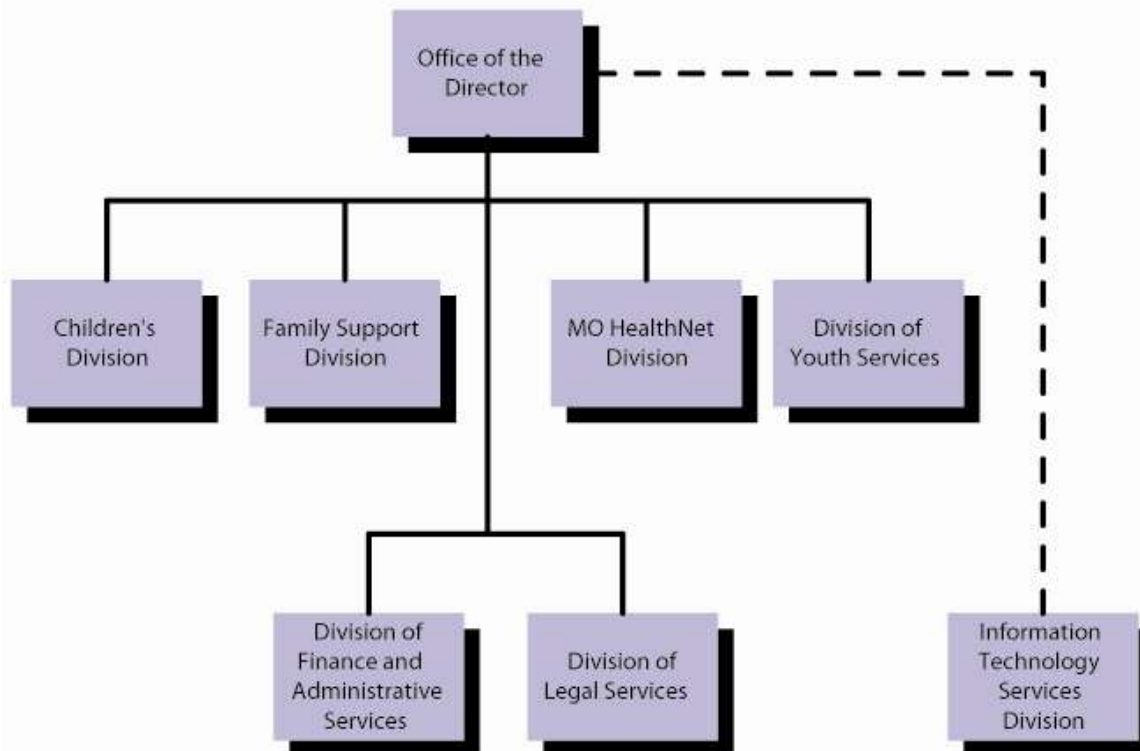 Office of the
Director
Children's
Division
Family Support
Division
MO HealthNet
Division
Division of
Youth Services
Division of
Finance and
Administrative
Services
Division of
Legal Services
Information
Technology
Services
Division